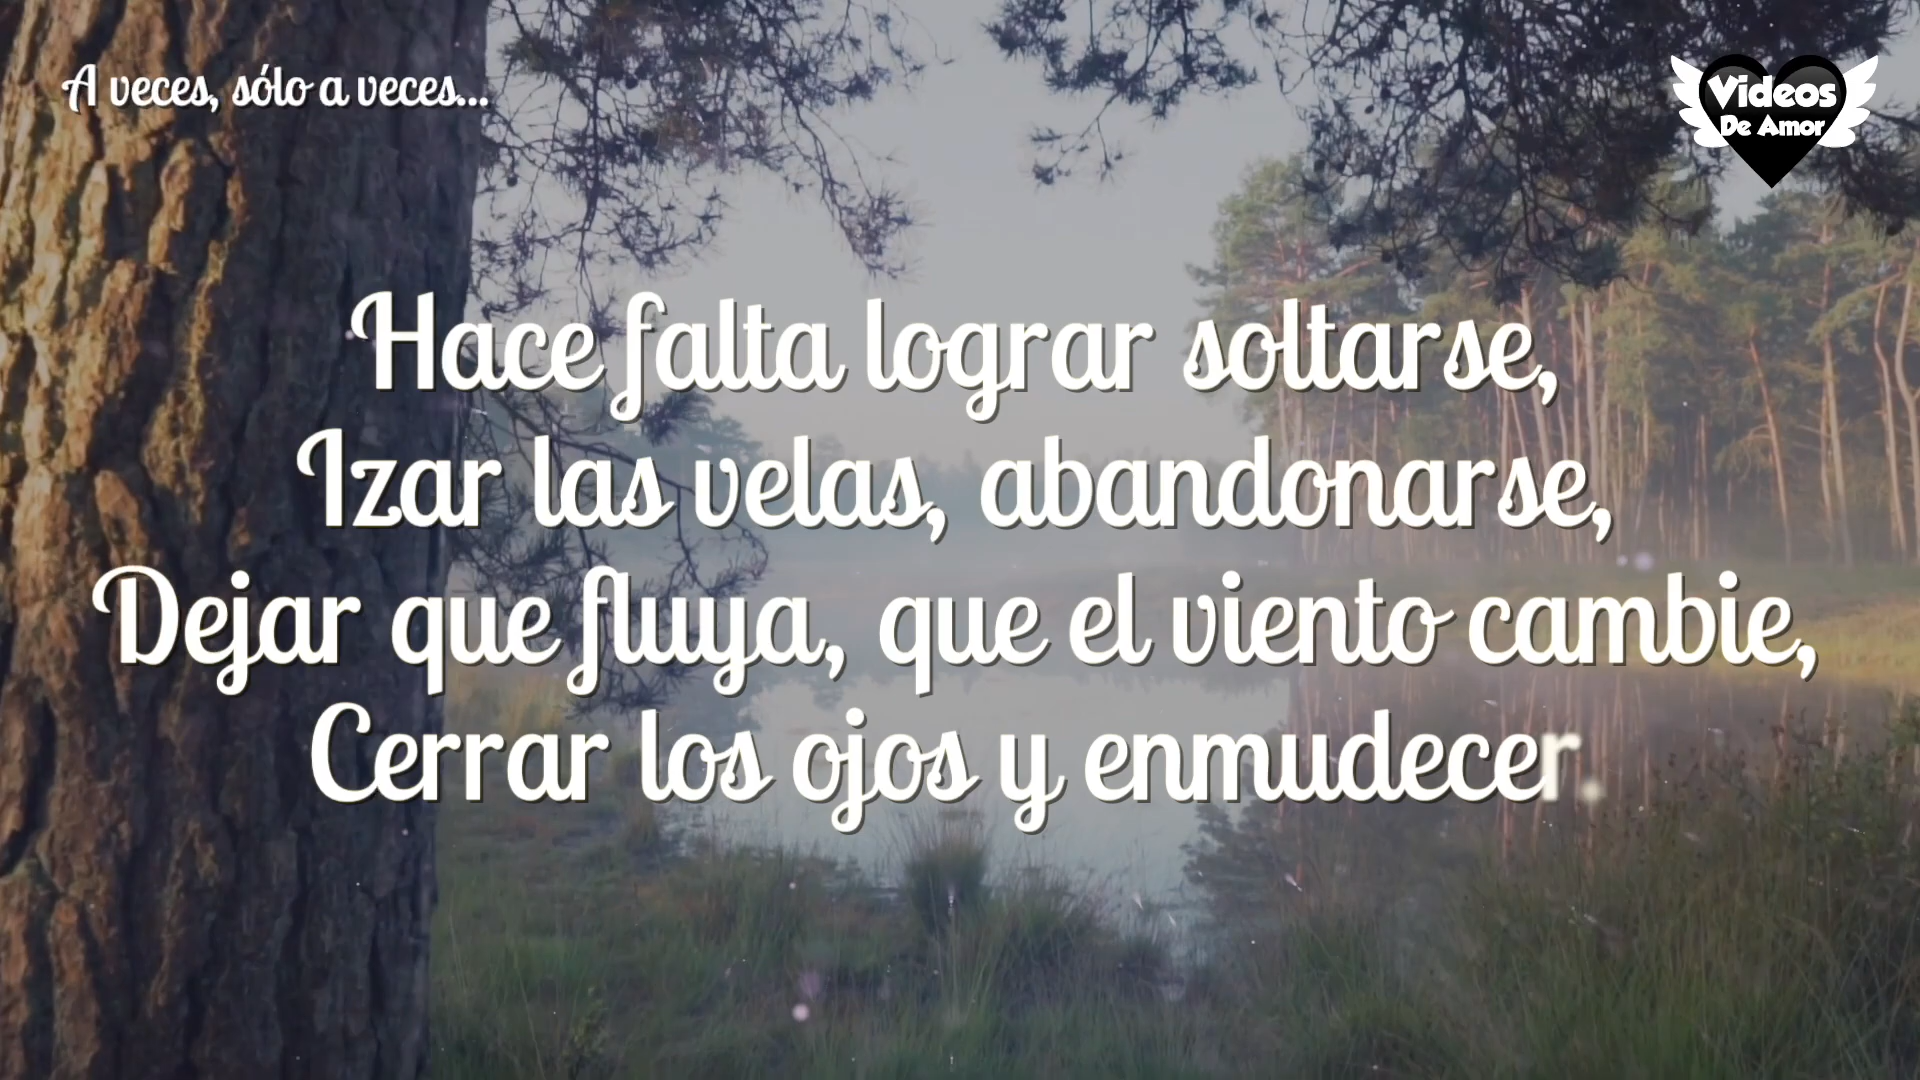 A veces, sólo a veces...
Videos
De Amor
Hace falta lograr soltarse,
Izar las velas, abandonarse,
Dejar que fluya, que el viento cambie,
Cerrar los ojos y enmudecer.